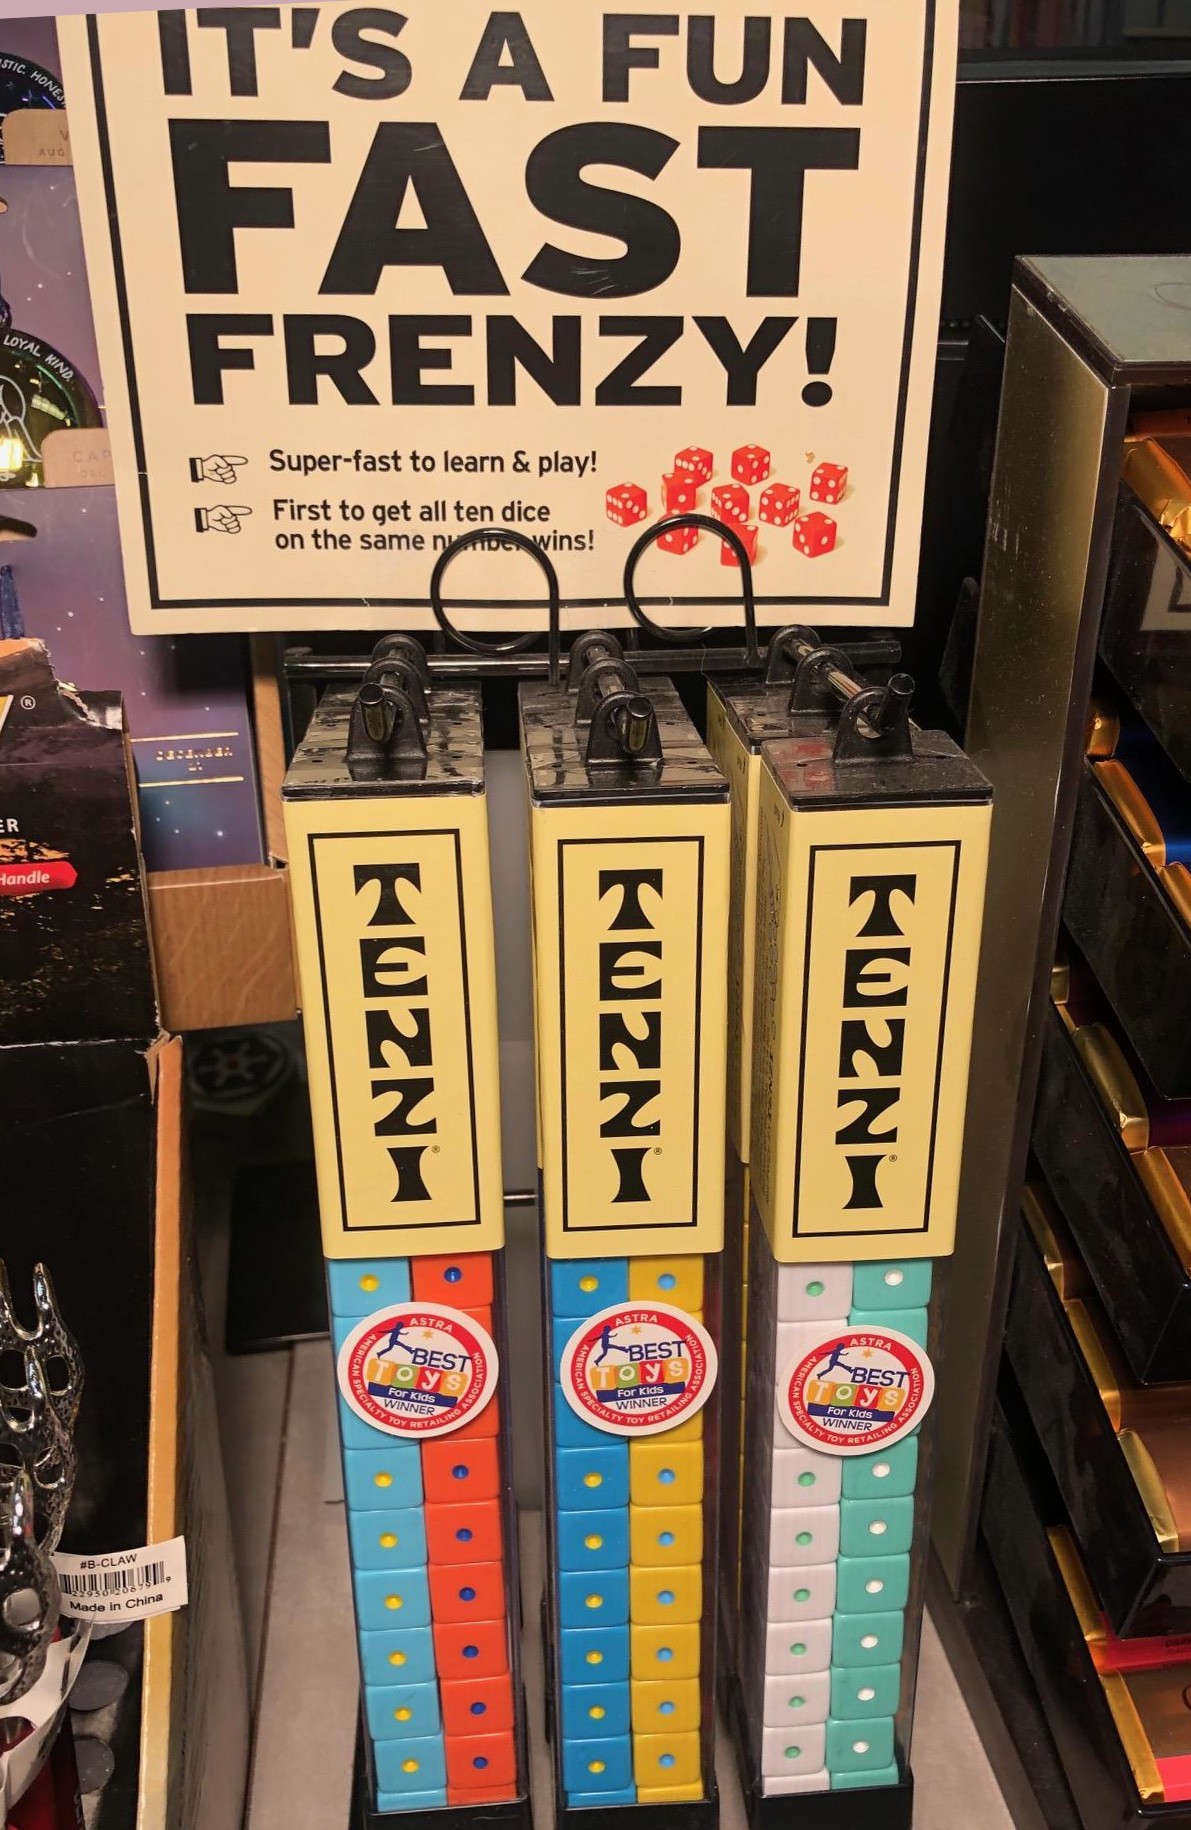 IT'S A FUN
FAST
FRENZY!
Super-fast to learn & play!
First to get all ten dice
on the same number wins!
LOYAL KIND.
DECEMBER
®
ER
Handle
TENZI®
TENZI®
TENZI®
ASTRA
BEST
TOYS
For Kids
WINNER
AMERICAN SPECIALTY TOY RETAILING ASSOCIATION
ASTRA
BEST
TOYS
For Kids
WINNER
AMERICAN SPECIALTY TOY RETAILING ASSOCIATION
ASTRA
BEST
TOYS
For Kids
WINNER
AMERICAN SPECIALTY TOY RETAILING ASSOCIATION
#B-CLAW
Made in China